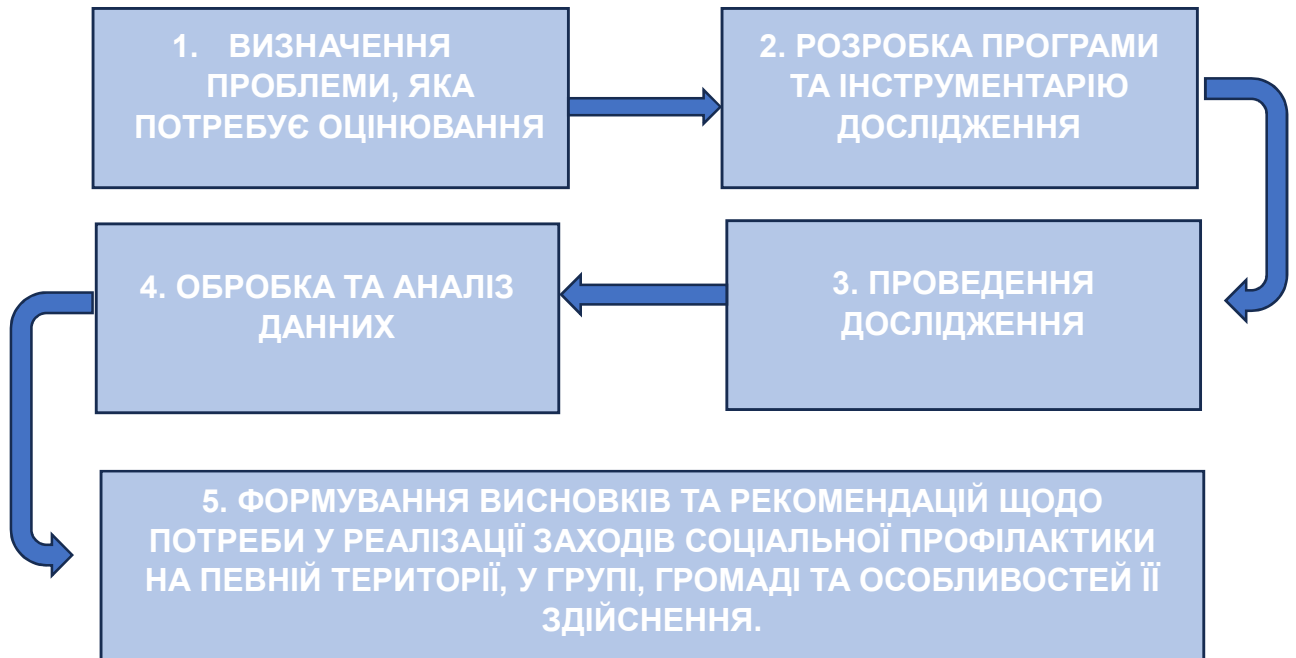 1. ВИЗНАЧЕННЯ
ПРОБЛЕМИ, ЯКА
ПОТРЕБУЄ ОЦІНЮВАННЯ
2. РОЗРОБКА ПРОГРАМИ
ТА ІНСТРУМЕНТАРІЮ
ДОСЛІДЖЕННЯ
3. ПРОВЕДЕННЯ
ДОСЛІДЖЕННЯ
4. ОБРОБКА ТА АНАЛІЗ
ДАННИХ
5. ФОРМУВАННЯ ВИСНОВКІВ ТА РЕКОМЕНДАЦІЙ ЩОДО
ПОТРЕБИ У РЕАЛІЗАЦІЇ ЗАХОДІВ СОЦІАЛЬНОЇ ПРОФІЛАКТИКИ
НА ПЕВНІЙ ТЕРИТОРІЇ, У ГРУПІ, ГРОМАДІ ТА ОСОБЛИВОСТЕЙ ЇЇ
ЗДІЙСНЕННЯ.